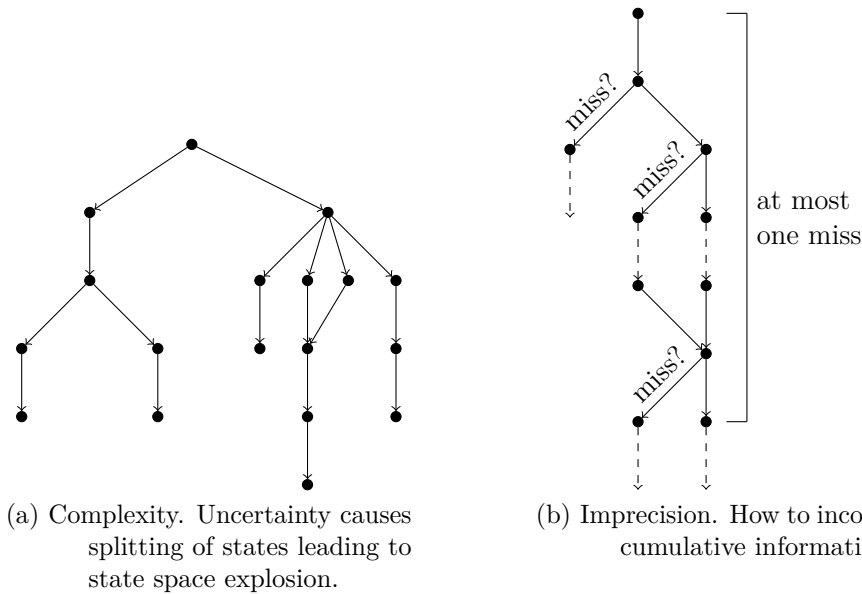 miss?
miss?
at most
one miss
miss?
(a) Complexity. Uncertainty causes
splitting of states leading to
state space explosion.
(b) Imprecision. How to inco
cumulative informati